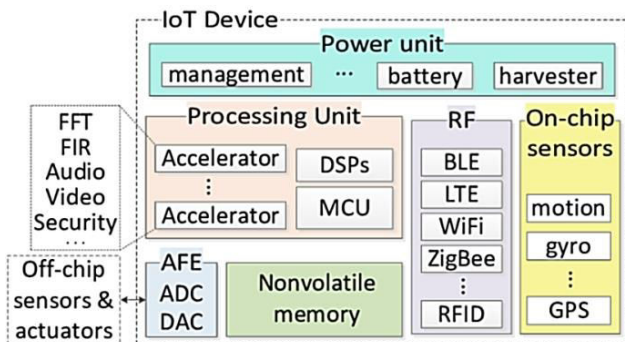 IoT Device
Power unit
management ... battery harvester
FFT
FIR
Audio
Video
Security
...
Processing Unit
Accelerator
⋮
Accelerator
DSPs
MCU
RF
BLE
LTE
WiFi
ZigBee
⋮
RFID
On-chip
sensors
motion
gyro
⋮
GPS
Off-chip
sensors &
actuators
AFE
ADC
DAC
Nonvolatile
memory